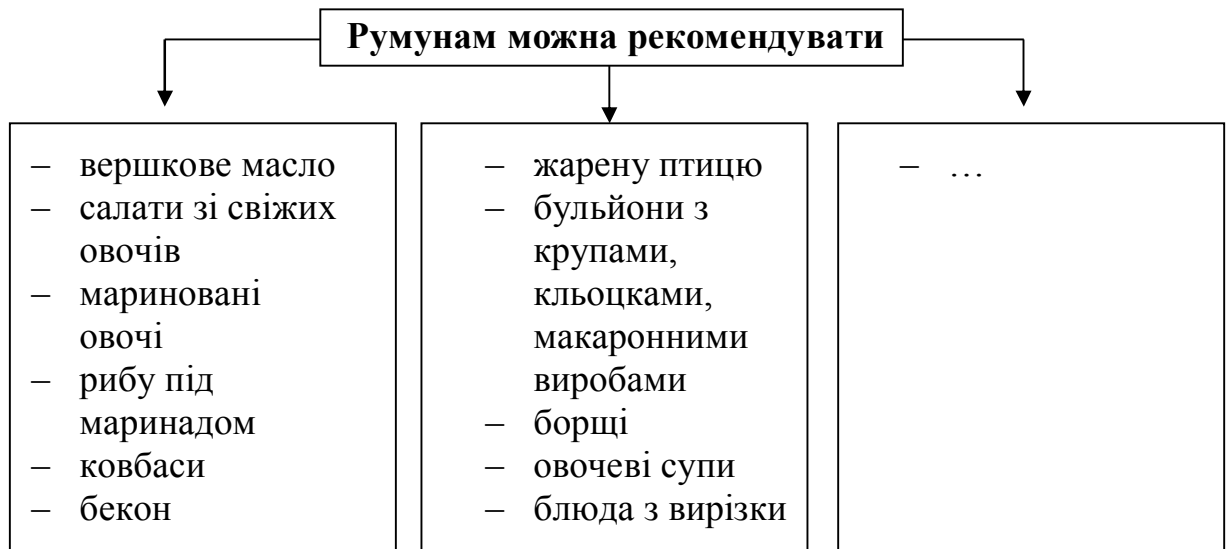 Румунам можна рекомендувати
– вершкове масло
– салати зі свіжих
овочів
– мариновані
овочі
– рибу під
маринадом
– ковбаси
– бекон
– жарену птицю
– бульйони з
крупами,
кльоцками,
макаронними
виробами
– борщі
– овочеві супи
– блюда з вирізки
– …